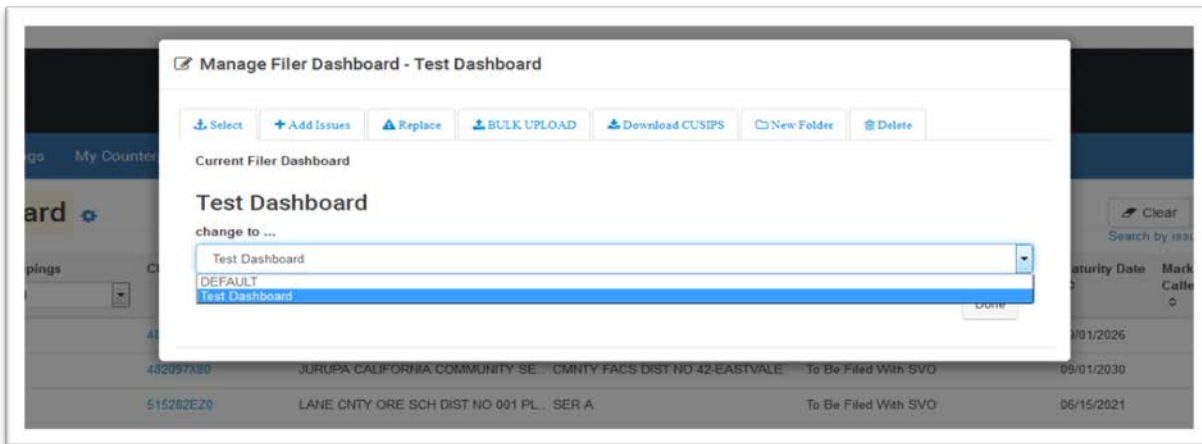 Manage Filer Dashboard - Test Dashboard
Select Add Issues Replace BULK UPLOAD Download CUSIPS New Folder Delete
gs My Counter
Current Filer Dashboard
ard Test Dashboard Clear
change to ... Search by issu
Test Dashboard
pings C aturity Date Mark
DEFAULT Calle
Test Dashboard
Done
48 9/01/2026
482097X80 JURUPA CALIFORNIA COMMUNITY SE... CMNTY FACS DIST NO 42-EASTVALE To Be Filed With SVO 09/01/2030
515282EZ0 LANE CNTY ORE SCH DIST NO 001 PL... SER A To Be Filed With SVO 06/15/2021